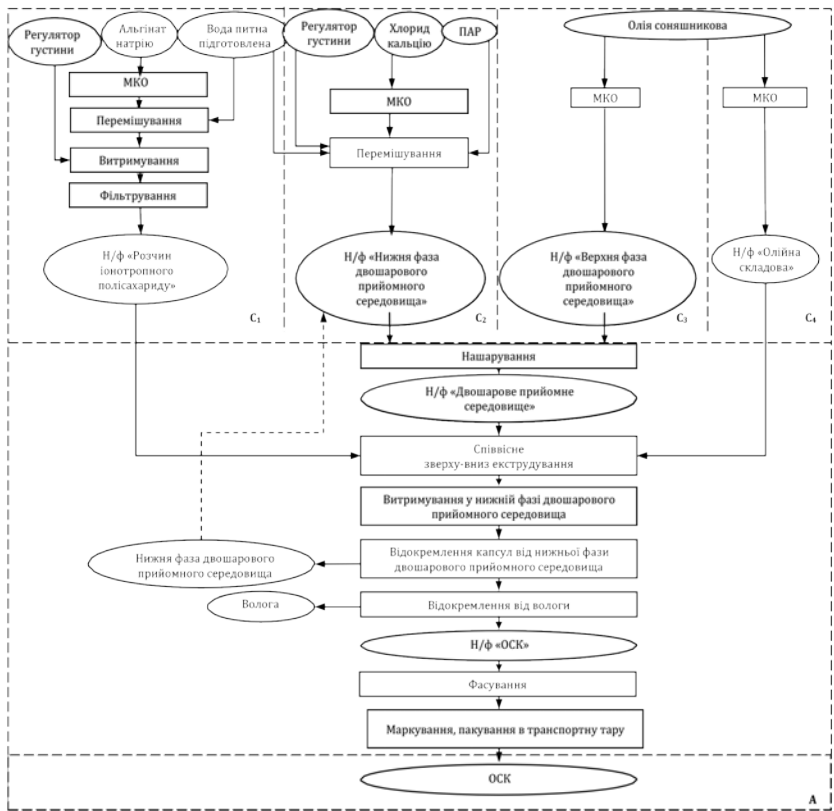 Регулятор
густини
Альгінат
натрію
Вода питна
підготовлена
Регулятор
густини
Хлорид
кальцію
ПАР
Олія соняшникова
МКО
МКО
МКО
МКО
Перемішування
Перемішування
Витримування
Фільтрування
Н/ф «Розчин
іонотропного
полісахариду»
Н/ф «Нижня фаза
двошарового
прийомного
середовища»
Н/ф «Верхня фаза
двошарового
прийомного
середовища»
Н/ф «Олійна
складова»
С1
С2
С3
С4
Нашарування
Н/ф «Двошарове прийомне
середовище»
Співвісне
зверху-вниз екструдування
Витримування у нижній фазі двошарового
прийомного середовища
Нижня фаза двошарового
прийомного середовища
Відокремлення капсул від нижньої фази
двошарового прийомного середовища
Волога
Відокремлення від вологи
Н/ф «ОСК»
Фасування
Маркування, пакування в транспортну тару
ОСК
А